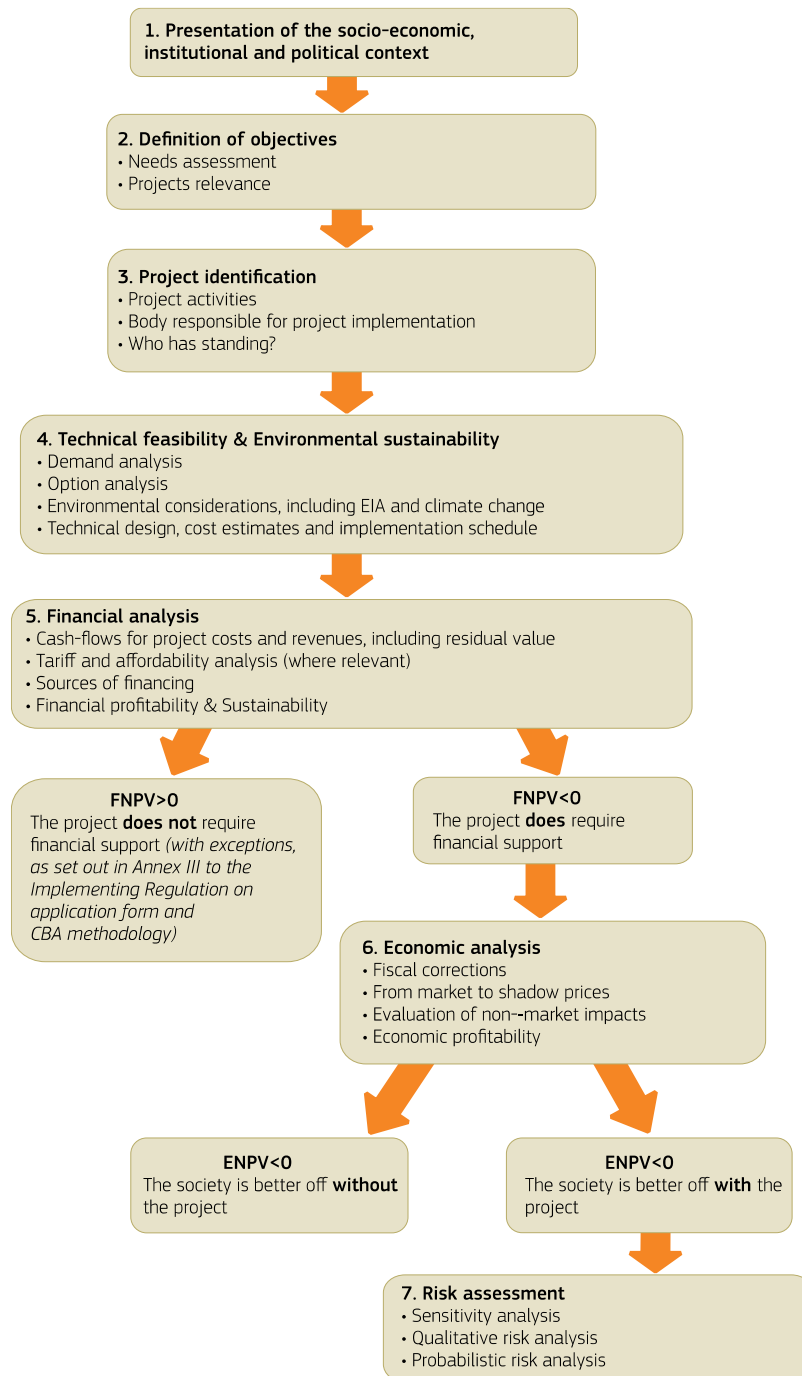 1. Presentation of the socio-economic,
institutional and political context
2. Definition of objectives
• Needs assessment
• Projects relevance
3. Project identification
• Project activities
• Body responsible for project implementation
• Who has standing?
4. Technical feasibility & Environmental sustainability
• Demand analysis
• Option analysis
• Environmental considerations, including EIA and climate change
• Technical design, cost estimates and implementation schedule
5. Financial analysis
• Cash-flows for project costs and revenues, including residual value
• Tariff and affordability analysis (where relevant)
• Sources of financing
• Financial profitability & Sustainability
FNPV>0
The project does not require
financial support (with exceptions,
as set out in Annex III to the
Implementing Regulation on
application form and
CBA methodology)
FNPV<0
The project does require
financial support
6. Economic analysis
• Fiscal corrections
• From market to shadow prices
• Evaluation of non--market impacts
• Economic profitability
ENPV<0
The society is better off without
the project
ENPV<0
The society is better off with the
project
7. Risk assessment
• Sensitivity analysis
• Qualitative risk analysis
• Probabilistic risk analysis